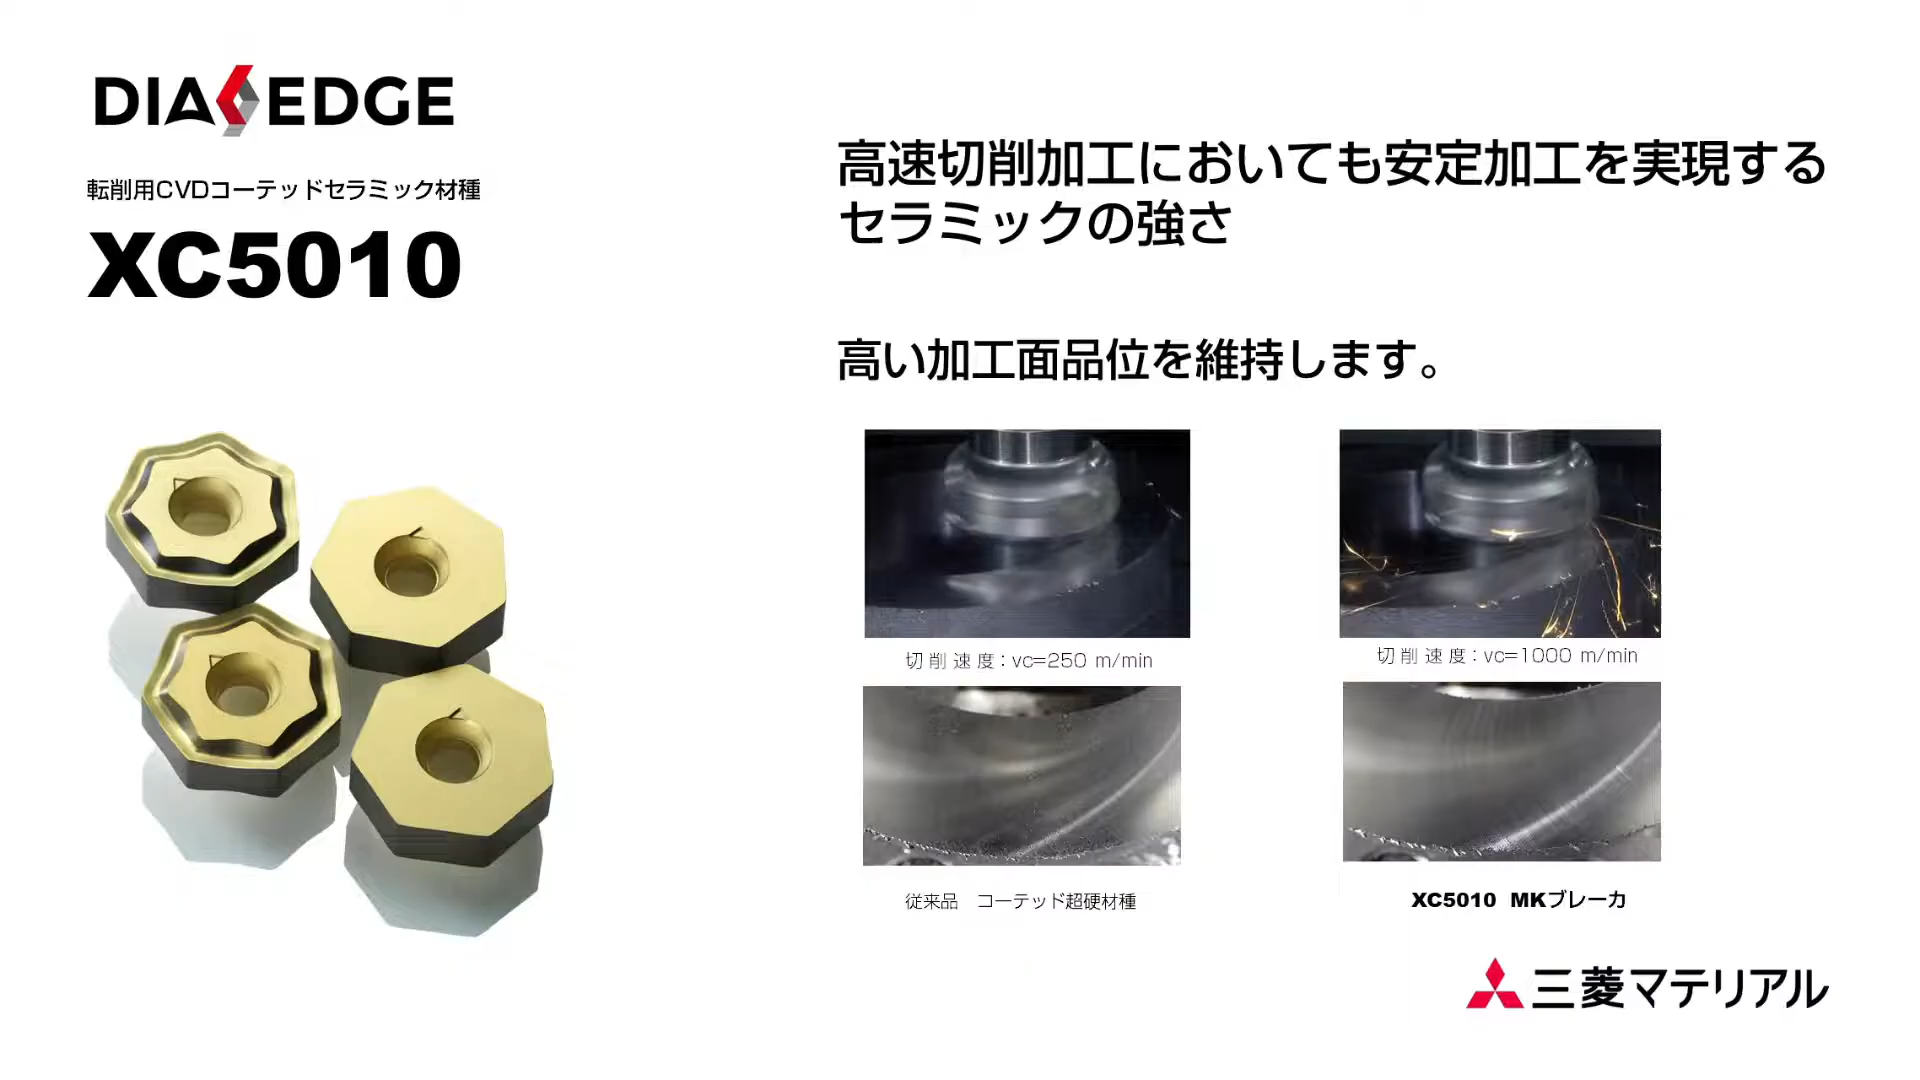 DIAEDGE
転削用CVDコーテッドセラミック材種
XC5010
高速切削加工においても安定加工を実現する
セラミックの強さ
高い加工面品位を維持します。
切削速度：vc=250 m/min
切削速度：vc=1000 m/min
従来品　コーテッド超硬材種
XC5010 MKブレーカ
三菱マテリアル